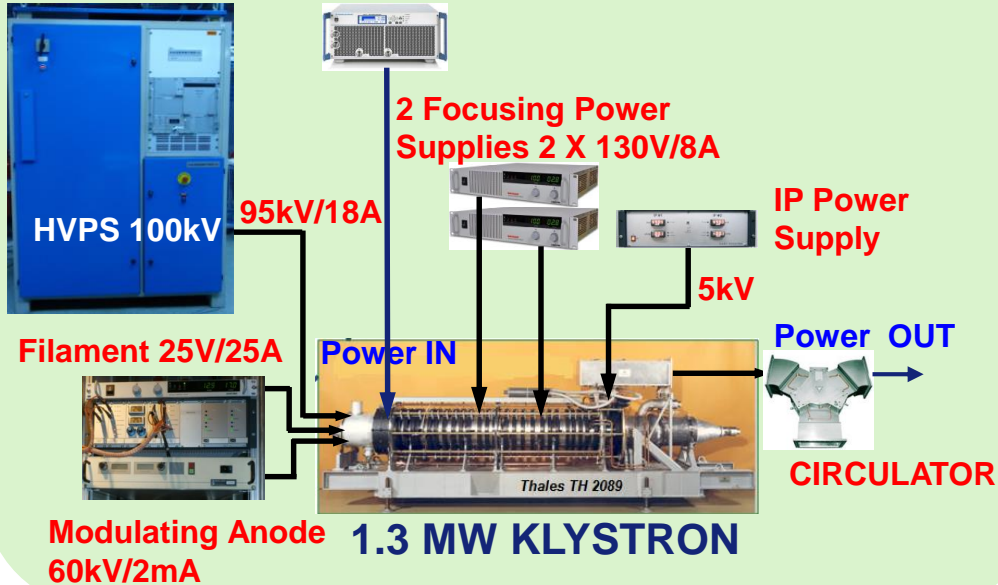 2 Focusing Power
Supplies 2 X 130V/8A
HVPS 100kV
95kV/18A
IP Power
Supply
5kV
Filament 25V/25A
Power IN
Power OUT
Thales TH 2089
CIRCULATOR
Modulating Anode
60kV/2mA
1.3 MW KLYSTRON